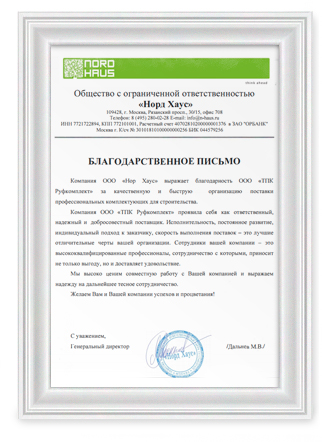 NORD
HAUS
Общество с ограниченной ответственностью
«Норд Хаус»
109428, г. Москва, Рязанский просп., 30/15, офис 708
Телефон: 8 (495) 280-02-28 E-mail: info@n-haus.ru
ИНН 7721722894, КПП 772101001, Расчетный счет 40702810200000001376 в ЗАО "ОРБАНК"
Москва г. К/сч № 30101810100000000256 БИК 044579256
БЛАГОДАРСТВЕННОЕ ПИСЬМО
Компания ООО «Нор Хаус» выражает благодарность ООО «ТПК
Руфкомплект» за качественную и быструю организацию поставки
профессиональных комплектующих для строительства.
Компания ООО «ТПК Руфкомплект» проявила себя как ответственный,
надежный и добросовестный поставщик. Исполнительность, постоянное развитие,
индивидуальный подход к заказчику, скорость выполнения поставок – это лучшие
отличительные черты вашей организации. Сотрудники вашей компании – это
высококвалифицированные профессионалы, сотрудничество с которыми, приносит
не только выгоду, но и доставляет удовольствие.
Мы высоко ценим совместную работу с Вашей компанией и выражаем
надежду на дальнейшее тесное сотрудничество.
Желаем Вам и Вашей компании успехов и процветания!
С уважением,
Генеральный директор /Дальнек М.В./
«Норд Хаус»